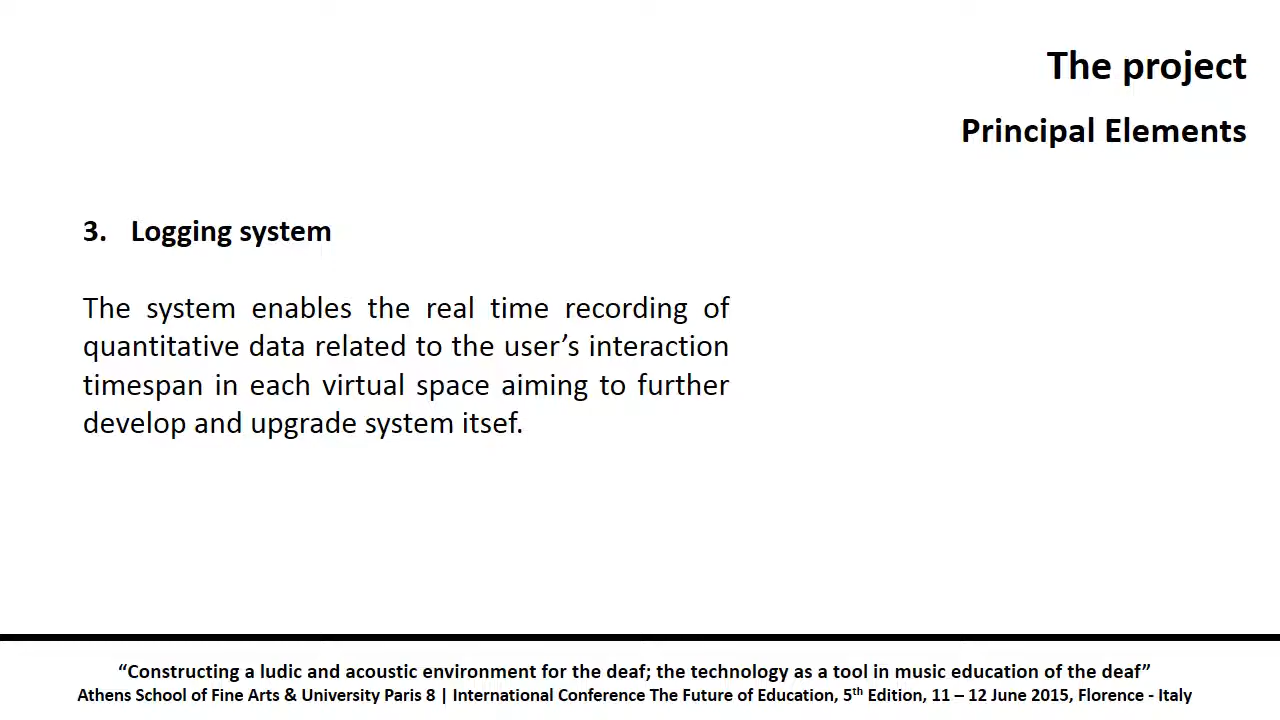 The project
Principal Elements
3. Logging system
The system enables the real time recording of
quantitative data related to the user’s interaction
timespan in each virtual space aiming to further
develop and upgrade system itsef.
“Constructing a ludic and acoustic environment for the deaf; the technology as a tool in music education of the deaf”
Athens School of Fine Arts & University Paris 8 | International Conference The Future of Education, 5th Edition, 11 – 12 June 2015, Florence - Italy